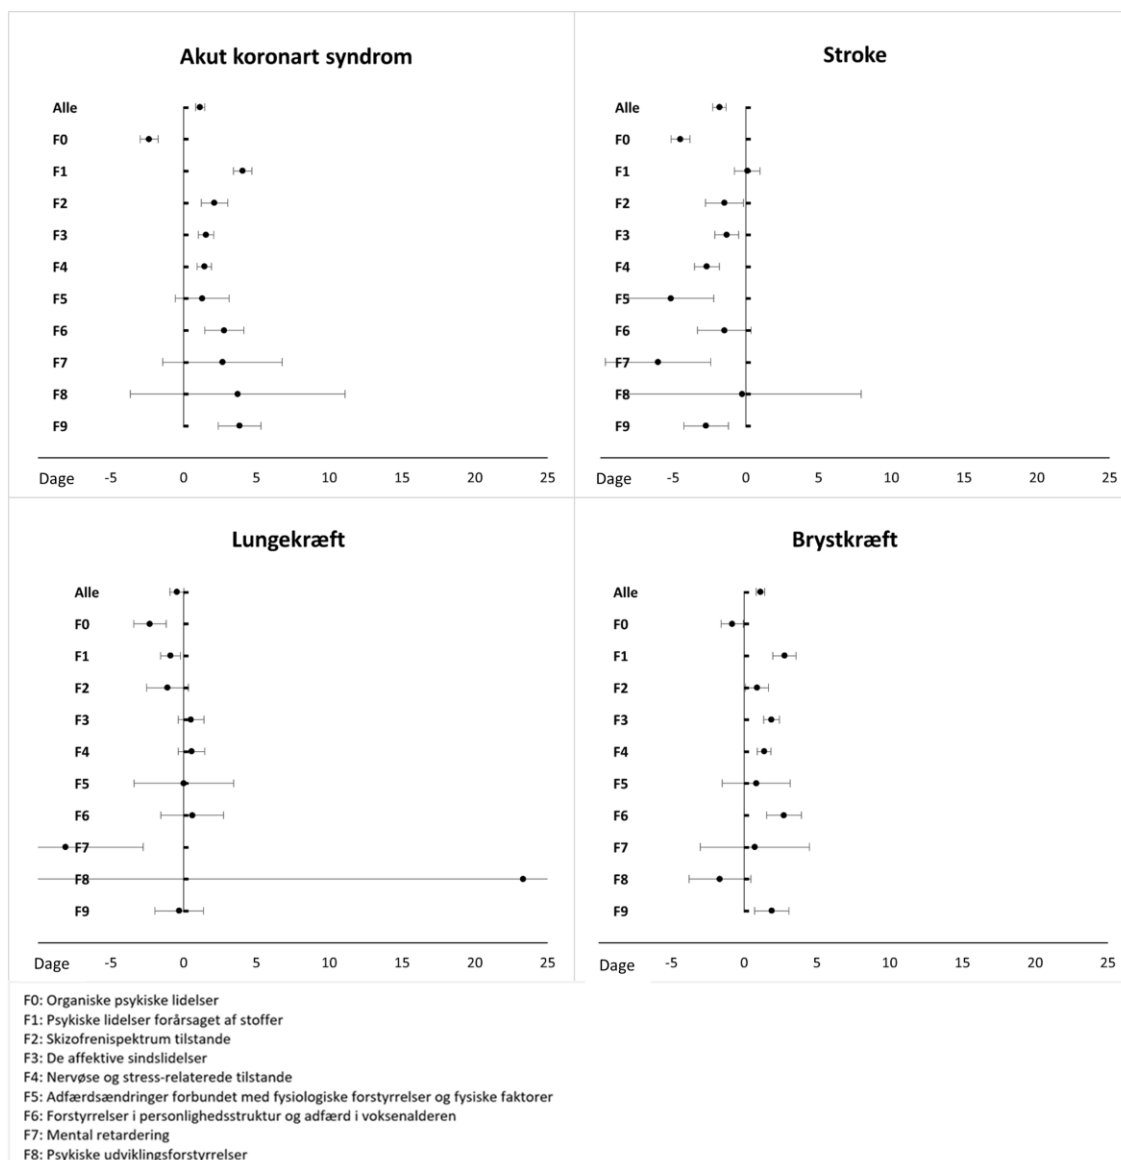 Akut koronart syndrom
Alle
F0
F1
F2
F3
F4
F5
F6
F7
F8
F9
Dage -5 0 5 10 15 20 25
Stroke
Alle
F0
F1
F2
F3
F4
F5
F6
F7
F8
F9
Dage -5 0 5 10 15 20 25
Lungekræft
Alle
F0
F1
F2
F3
F4
F5
F6
F7
F8
F9
Dage -5 0 5 10 15 20 25
Brystkræft
Alle
F0
F1
F2
F3
F4
F5
F6
F7
F8
F9
Dage -5 0 5 10 15 20 25
F0: Organiske psykiske lidelser
F1: Psykiske lidelser forårsaget af stoffer
F2: Skizofrenispektrum tilstande
F3: De affektive sindslidelser
F4: Nervøse og stress-relaterede tilstande
F5: Adfærdsændringer forbundet med fysiologiske forstyrrelser og fysiske faktorer
F6: Forstyrrelser i personlighedsstruktur og adfærd i voksenalderen
F7: Mental retardering
F8: Psykiske udviklingsforstyrrelser